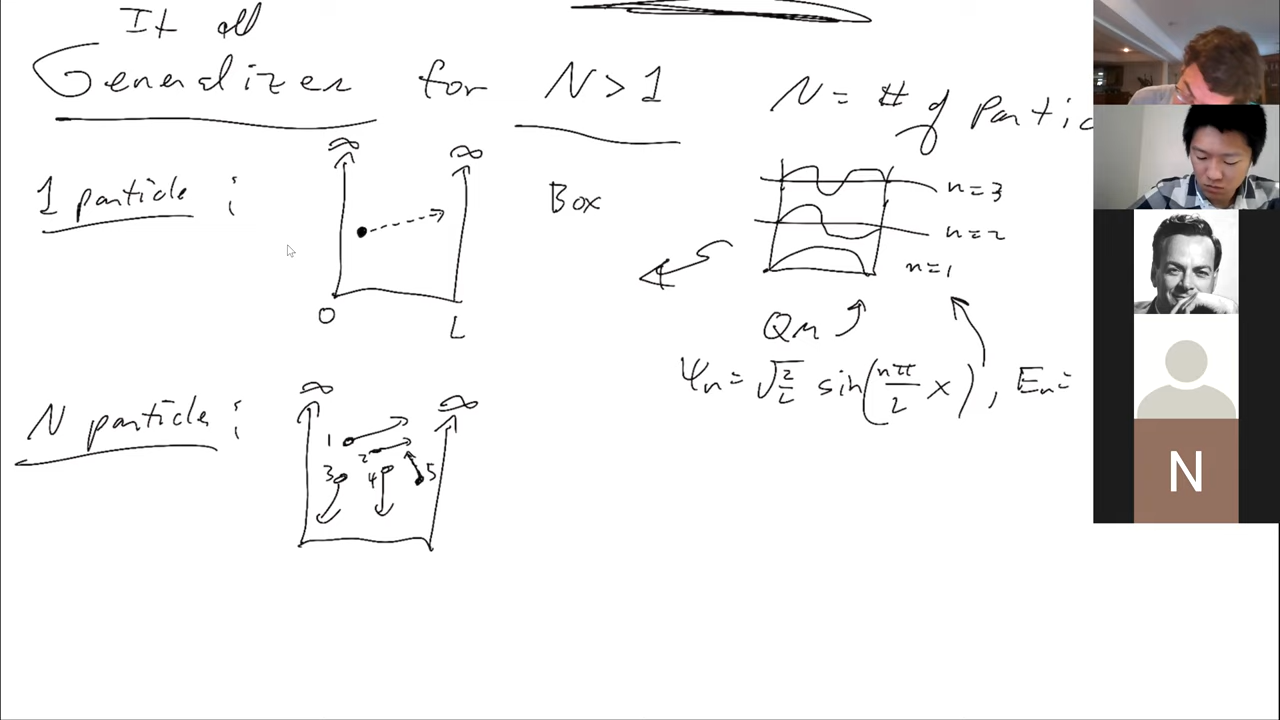 It all
Generalizes for N > 1
N = # of partic
1 particle :
∞ ∞
0 L
Box
n=3
n=2
n=1
QM
ψn = √2/L sin(nπ/2 x), En =
N particle :
∞ ∞
1 2 3 4 5
N